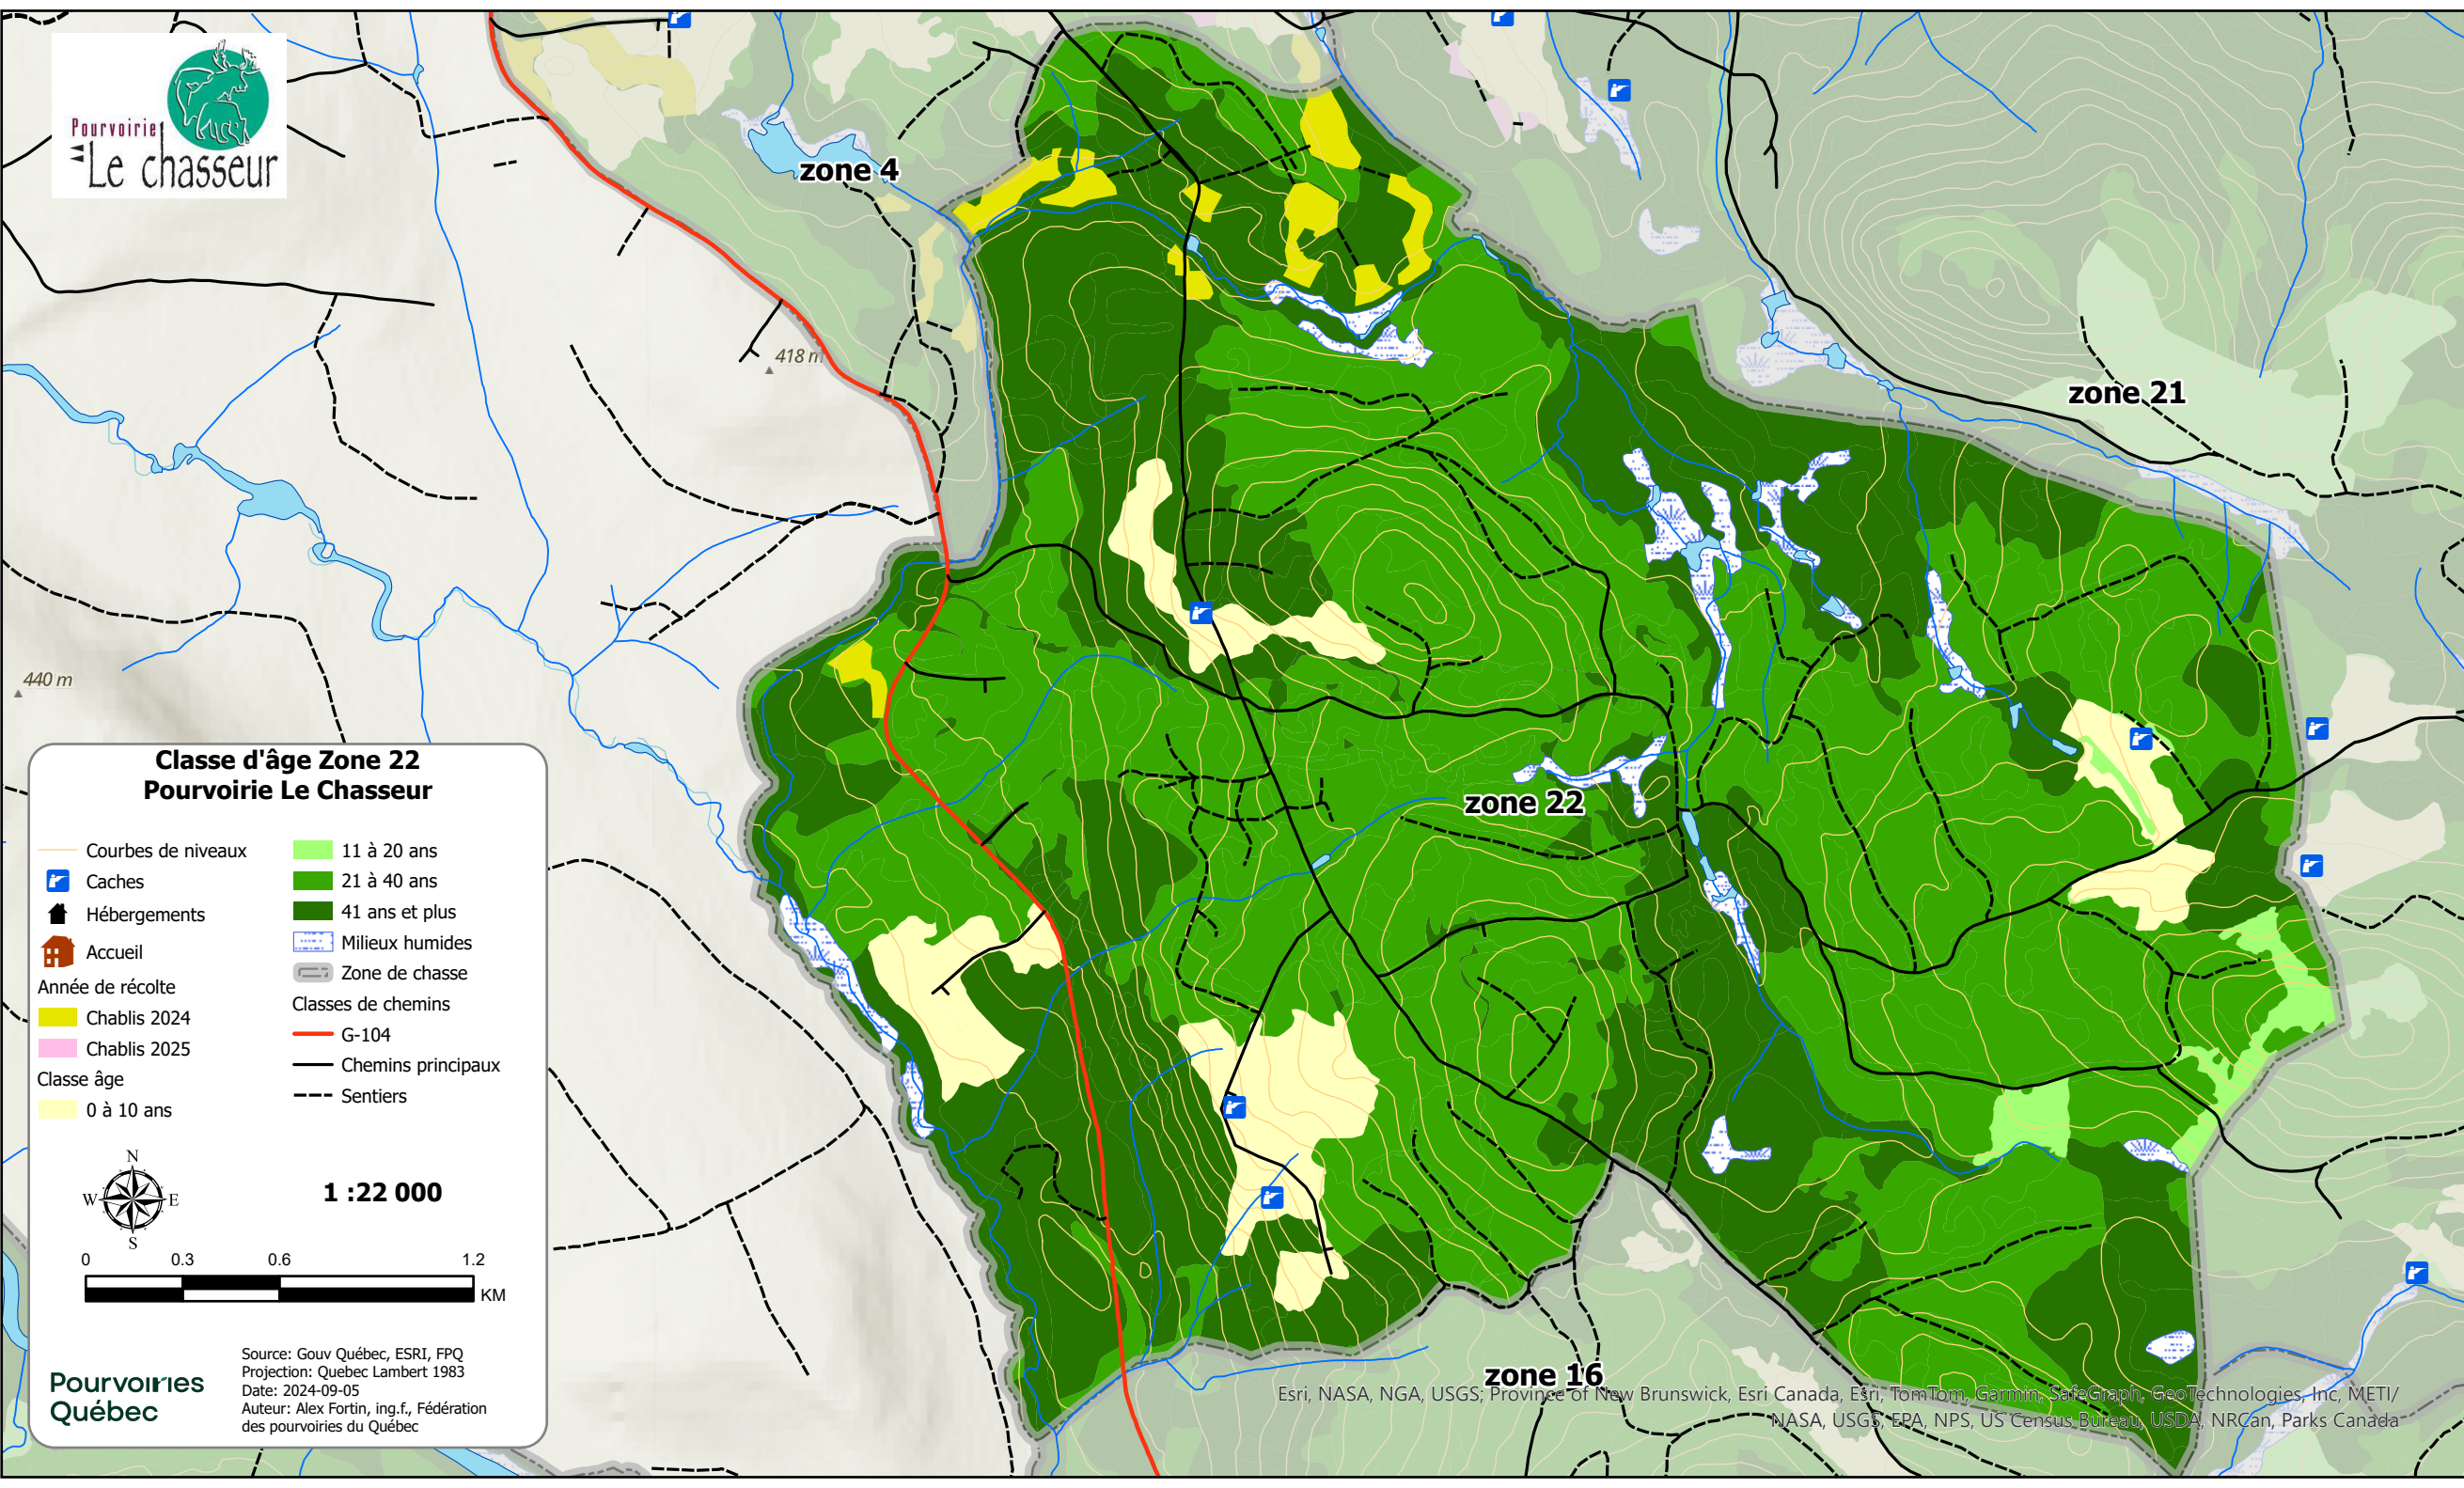 Pourvoirie
Le chasseur
zone 4
418 m
zone 21
440 m
zone 22
zone 16
Classe d'âge Zone 22
Pourvoirie Le Chasseur
Courbes de niveaux
Caches
Hébergements
Accueil
Année de récolte
Chablis 2024
Chablis 2025
Classe âge
0 à 10 ans
11 à 20 ans
21 à 40 ans
41 ans et plus
Milieux humides
Zone de chasse
Classes de chemins
G-104
Chemins principaux
Sentiers
N
W E
S
1 :22 000
0 0.3 0.6 1.2
KM
Pourvoiries
Québec
Source: Gouv Québec, ESRI, FPQ
Projection: Quebec Lambert 1983
Date: 2024-09-05
Auteur: Alex Fortin, ing.f., Fédération
des pourvoiries du Québec
Esri, NASA, NGA, USGS; Province of New Brunswick, Esri Canada, Esri, TomTom, Garmin, SafeGraph, GeoTechnologies, Inc, METI/
NASA, USGS, EPA, NPS, US Census Bureau, USDA, NRCan, Parks Canada